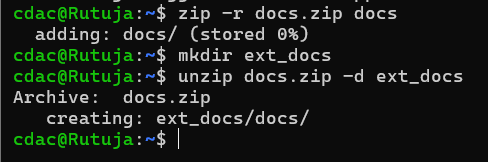 cdac@Rutuja:~$ zip -r docs.zip docs
  adding: docs/ (stored 0%)
cdac@Rutuja:~$ mkdir ext_docs
cdac@Rutuja:~$ unzip docs.zip -d ext_docs
Archive:  docs.zip
   creating: ext_docs/docs/
cdac@Rutuja:~$